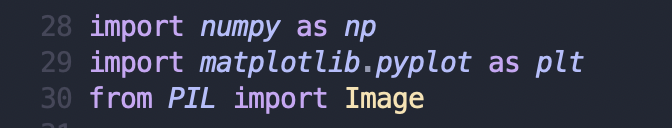 28 import numpy as np
29 import matplotlib.pyplot as plt
30 from PIL import Image